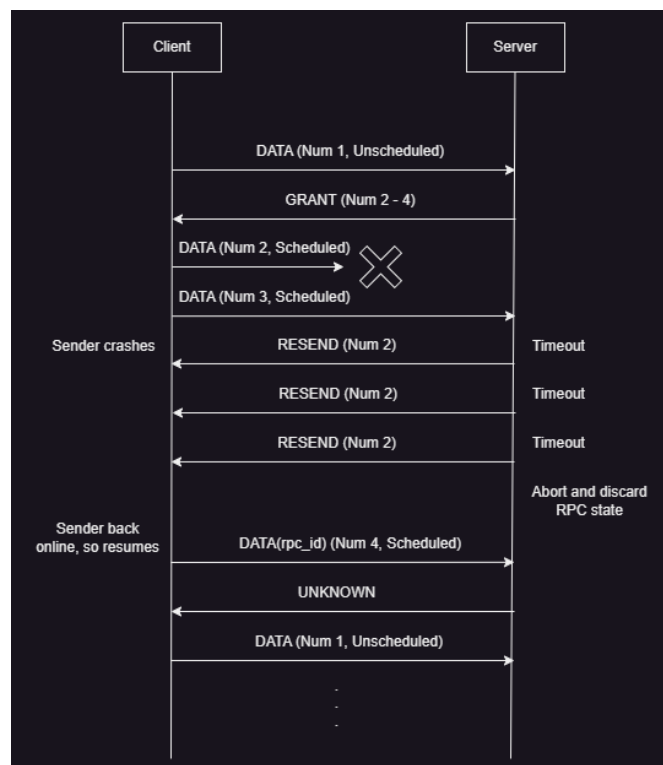 Client
Server
DATA (Num 1, Unscheduled)
GRANT (Num 2 - 4)
DATA (Num 2, Scheduled)
DATA (Num 3, Scheduled)
Sender crashes
RESEND (Num 2)
Timeout
RESEND (Num 2)
Timeout
RESEND (Num 2)
Timeout
Abort and discard
RPC state
Sender back
online, so resumes
DATA(rpc_id) (Num 4, Scheduled)
UNKNOWN
DATA (Num 1, Unscheduled)
.
.
.